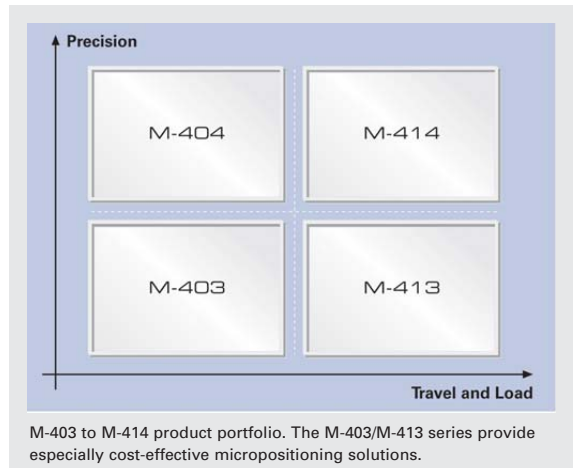 Precision
M-404
M-414
M-403
M-413
Travel and Load
M-403 to M-414 product portfolio. The M-403/M-413 series provide
especially cost-effective micropositioning solutions.